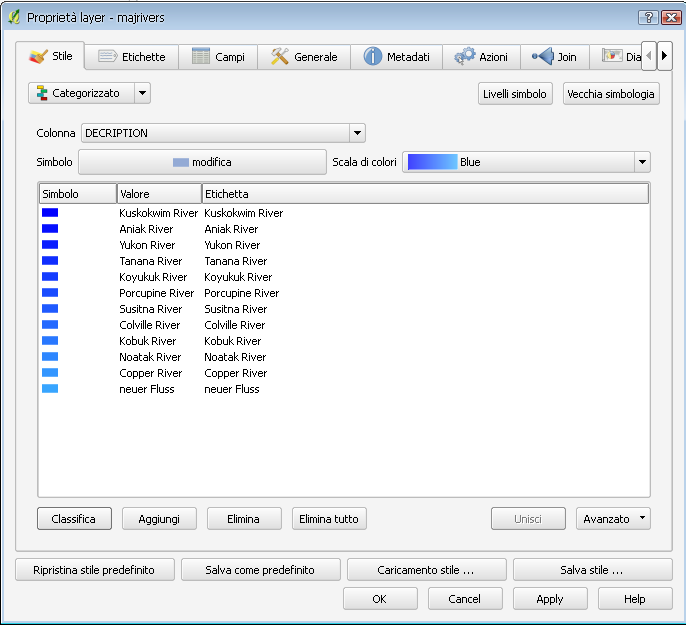 Proprietà layer - majrivers
Stile Etichette Campi Generale Metadati Azioni Join Dia
Categorizzato Livelli simbolo Vecchia simbologia
Colonna DECRIPTION
Simbolo modifica Scala di colori Blue
Simbolo Valore Etichetta
Kuskokwim River Kuskokwim River
Aniak River Aniak River
Yukon River Yukon River
Tanana River Tanana River
Koyukuk River Koyukuk River
Porcupine River Porcupine River
Susitna River Susitna River
Colville River Colville River
Kobuk River Kobuk River
Noatak River Noatak River
Copper River Copper River
neuer Fluss neuer Fluss
Classifica Aggiungi Elimina Elimina tutto Unisci Avanzato
Ripristina stile predefinito Salva come predefinito Caricamento stile ... Salva stile ...
OK Cancel Apply Help